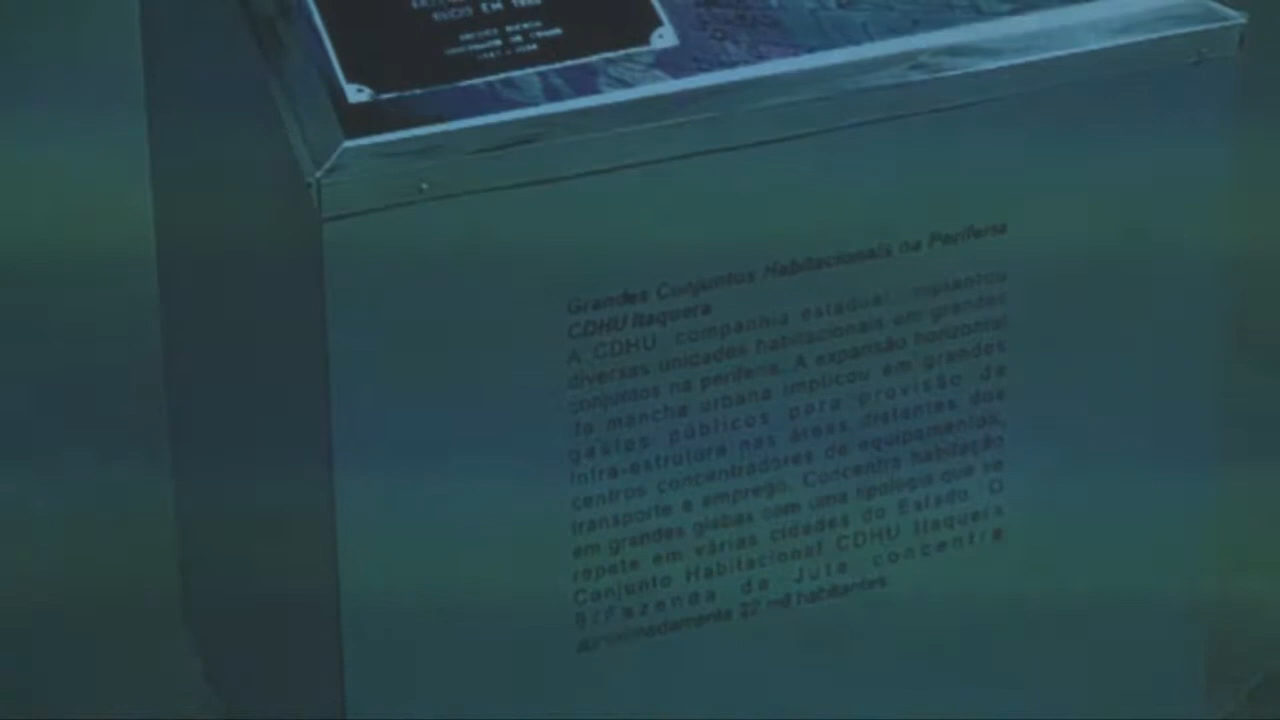 Grandes Conjuntos Habitacionais na Periferia
CDHU Itaquera
A CDHU companhia estadual implantou
diversas unidades habitacionais em grandes
conjuntos na periferia. A expansão horizontal
da mancha urbana implicou em grandes
gastos públicos para provisão de
infra-estrutura nas áreas distantes dos
centros concentradores de equipamentos,
transporte e emprego. Concentra habitação
em grandes glebas com uma tipologia que se
repete em várias cidades do Estado. O
Conjunto Habitacional CDHU Itaquera
B/Fazenda do Juta concentra
aproximadamente 22 mil habitantes